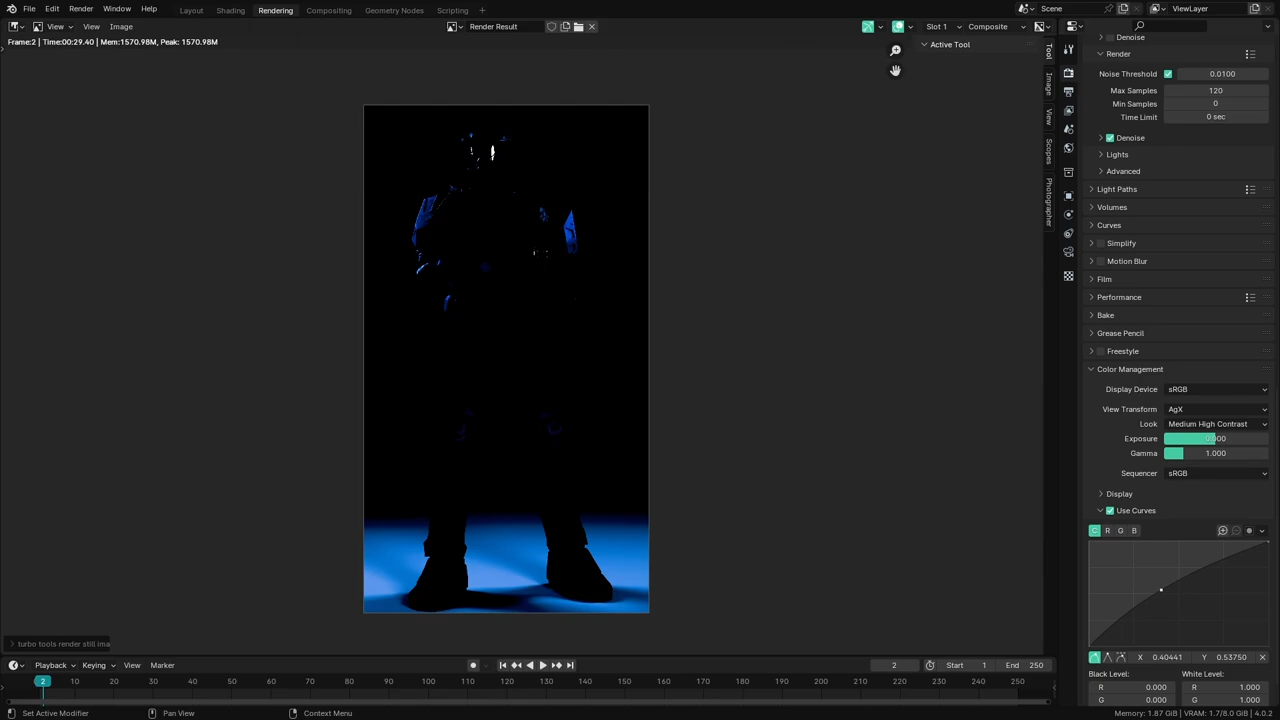 File Edit Render Window Help Layout Shading Rendering Compositing Geometry Nodes Scripting Scene ViewLayer
View View Image Render Result Slot 1 Composite
Frame:2 | Time:00:29.40 | Mem:1570.98M, Peak: 1570.98M
Active Tool
Tool
Image
View
Scopes
Photographer
Denoise
Render
Noise Threshold 0.0100
Max Samples 120
Min Samples 0
Time Limit 0 sec
Denoise
Lights
Advanced
Light Paths
Volumes
Curves
Simplify
Motion Blur
Film
Performance
Bake
Grease Pencil
Freestyle
Color Management
Display Device sRGB
View Transform AgX
Look Medium High Contrast
Exposure 0.000
Gamma 1.000
Sequencer sRGB
Display
Use Curves
C R G B
X 0.40441 Y 0.53750
Black Level: White Level:
R 0.000 R 1.000
G 0.000 G 1.000
turbo tools render still ima
Playback Keying View Marker 2 Start 1 End 250
2 10 20 30 40 50 60 70 80 90 100 110 120 130 140 150 160 170 180 190 200 210 220 230 240 250
Set Active Modifier Pan View Context Menu Memory: 1.87 GiB | VRAM: 1.7/8.0 GiB | 4.0.2